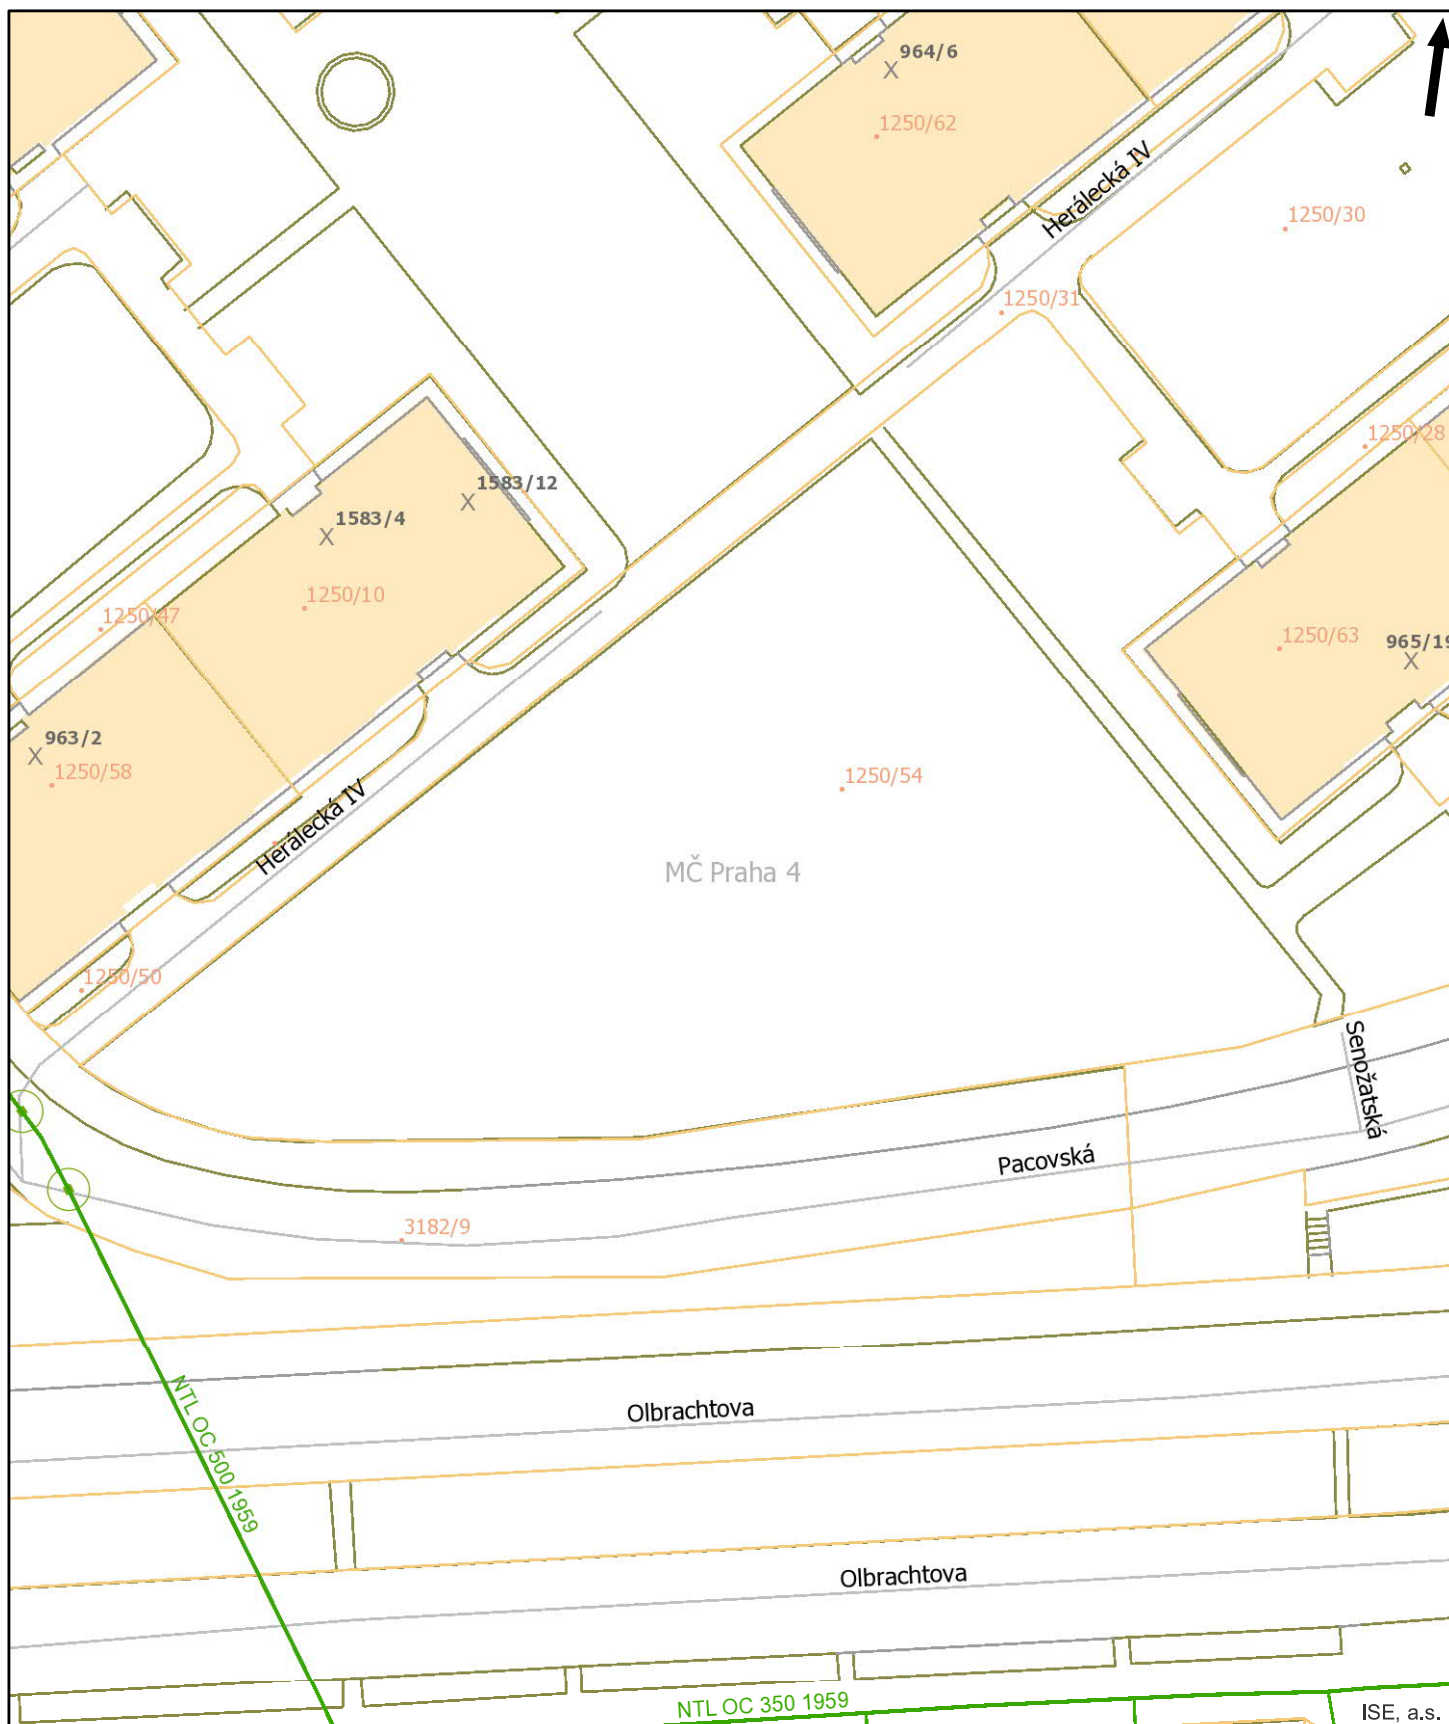 964/6
1250/62
Herálecká IV
1250/30
1250/31
1250/28
1583/12
1583/4
1250/10
1250/47
1250/63
965/19
963/2
1250/58
1250/54
Herálecká IV
MČ Praha 4
1250/50
Senožatská
Pacovská
3182/9
NTL OC 500 1959
Olbrachtova
Olbrachtova
NTL OC 350 1959
ISE, a.s.